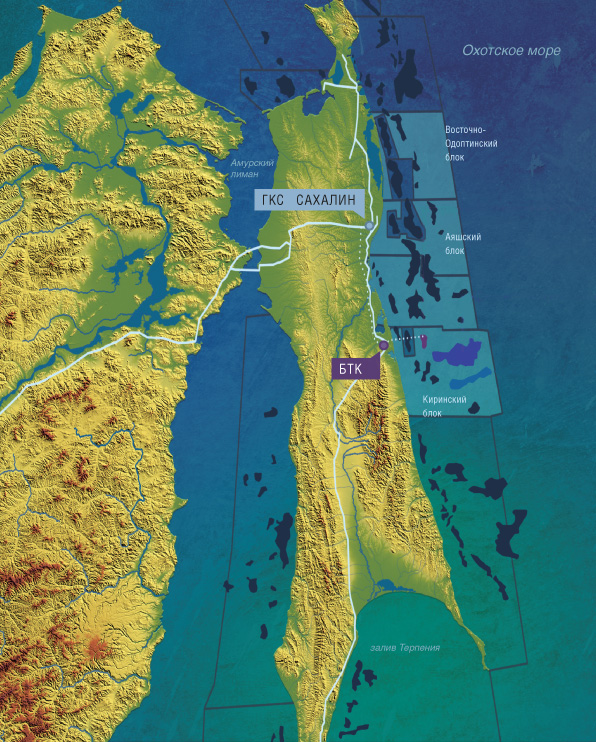 Охотское море
Восточно-
Одоптинский
блок
Амурский
лиман
ГКС САХАЛИН
Аяшский
блок
БТК
Киринский
блок
залив Терпения